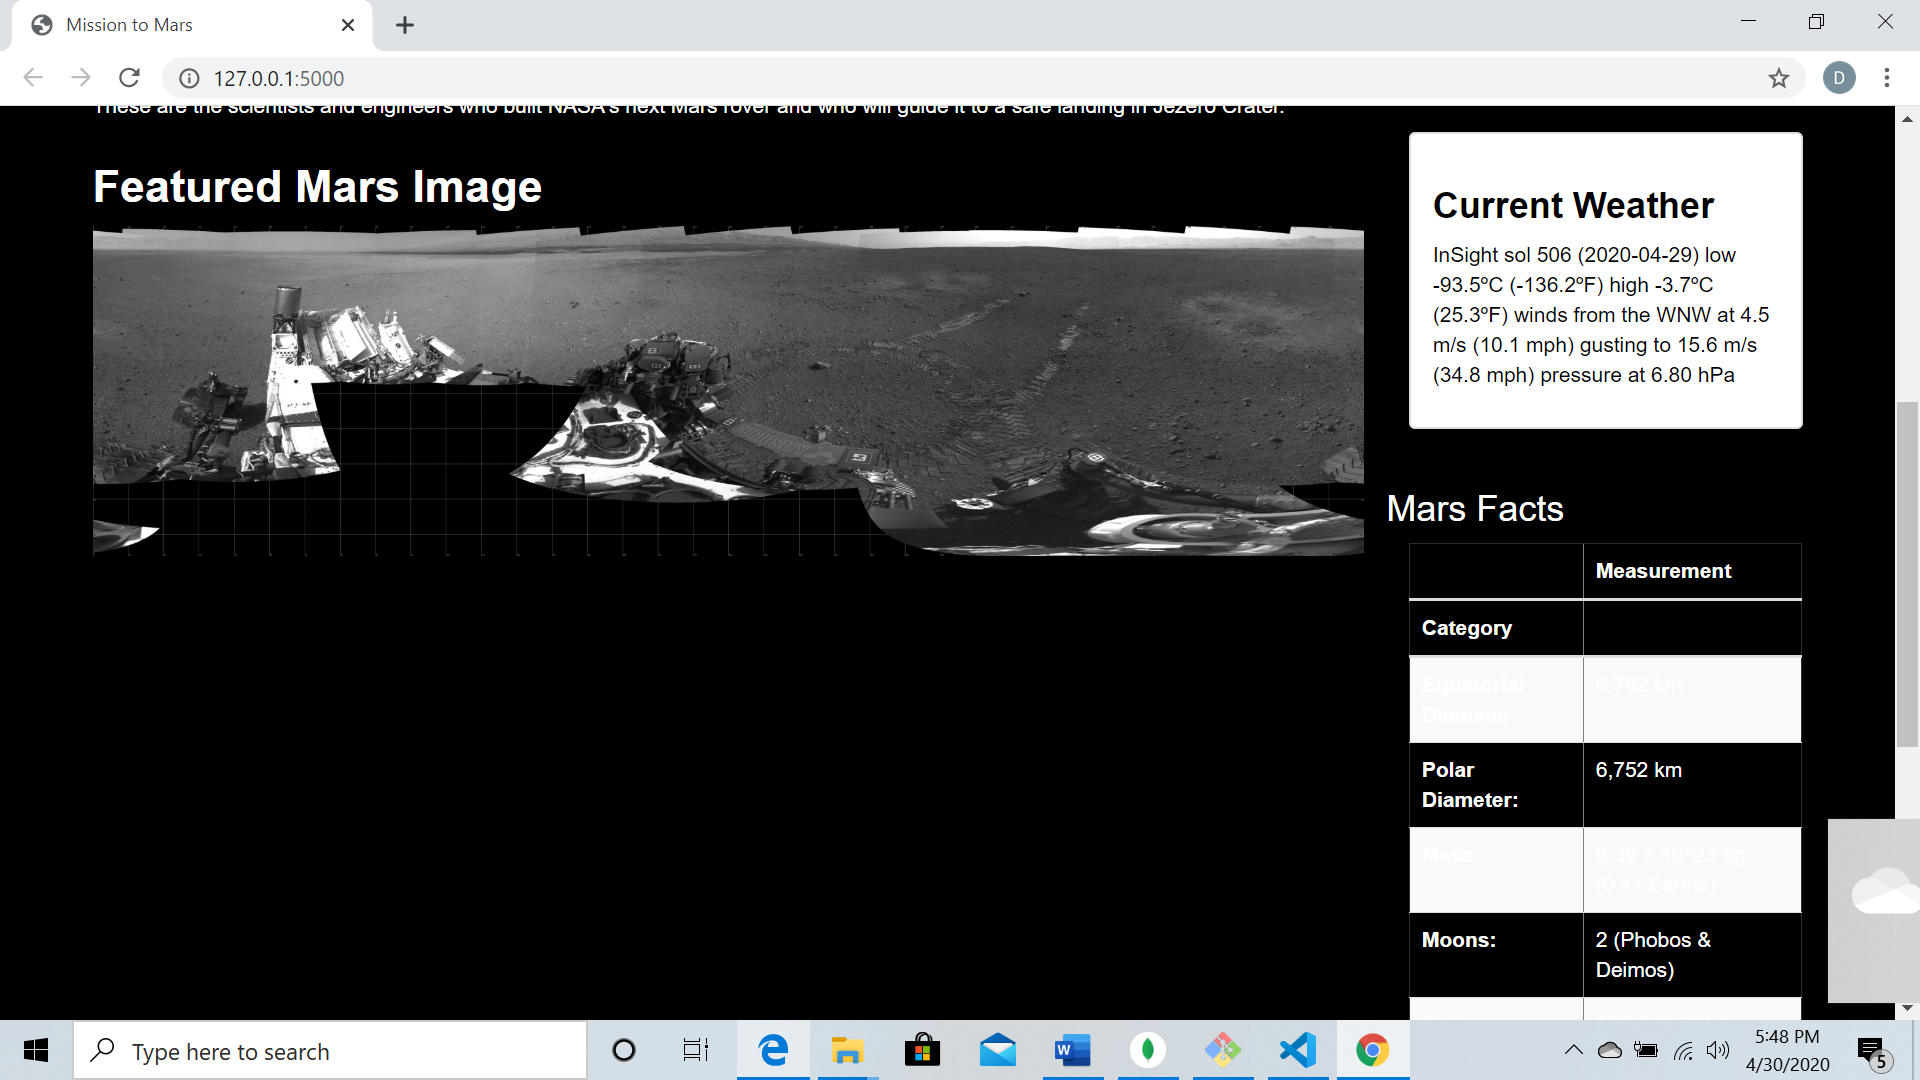 Mission to Mars
127.0.0.1:5000
These are the scientists and engineers who built NASA's next Mars rover and who will guide it to a safe landing in Jezero Crater.
Featured Mars Image
Current Weather
InSight sol 506 (2020-04-29) low
-93.5ºC (-136.2ºF) high -3.7ºC
(25.3ºF) winds from the WNW at 4.5
m/s (10.1 mph) gusting to 15.6 m/s
(34.8 mph) pressure at 6.80 hPa
Mars Facts
Measurement
Category
Equatorial
Diameter:
6,792 km
Polar
Diameter:
6,752 km
Mass:
6.39 × 10^23 kg
(0.11 Earths)
Moons:
2 (Phobos &
Deimos)
D
Type here to search
5:48 PM
4/30/2020
5